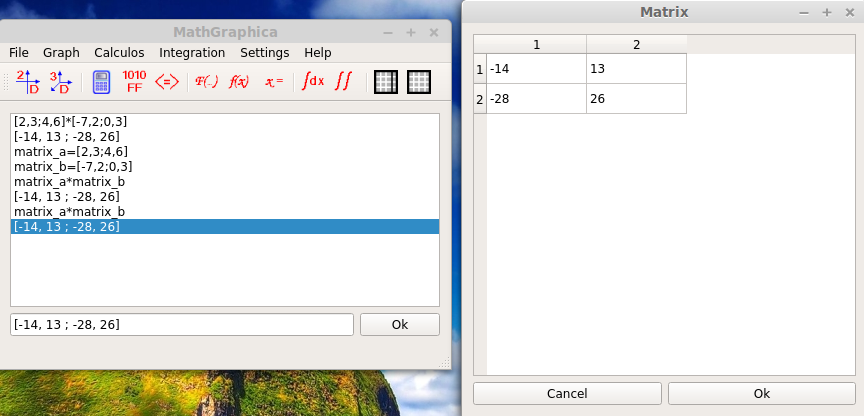 MathGraphica
File Graph Calculos Integration Settings Help
2 D 3 D 1010 FF <=> F(..) f(x) x= ∫dx ∫∫
[2,3;4,6]*[-7,2;0,3]
[-14, 13 ; -28, 26]
matrix_a=[2,3;4,6]
matrix_b=[-7,2;0,3]
matrix_a*matrix_b
[-14, 13 ; -28, 26]
matrix_a*matrix_b
[-14, 13 ; -28, 26]
[-14, 13 ; -28, 26] Ok
Matrix
1 2
1 -14 13
2 -28 26
Cancel Ok